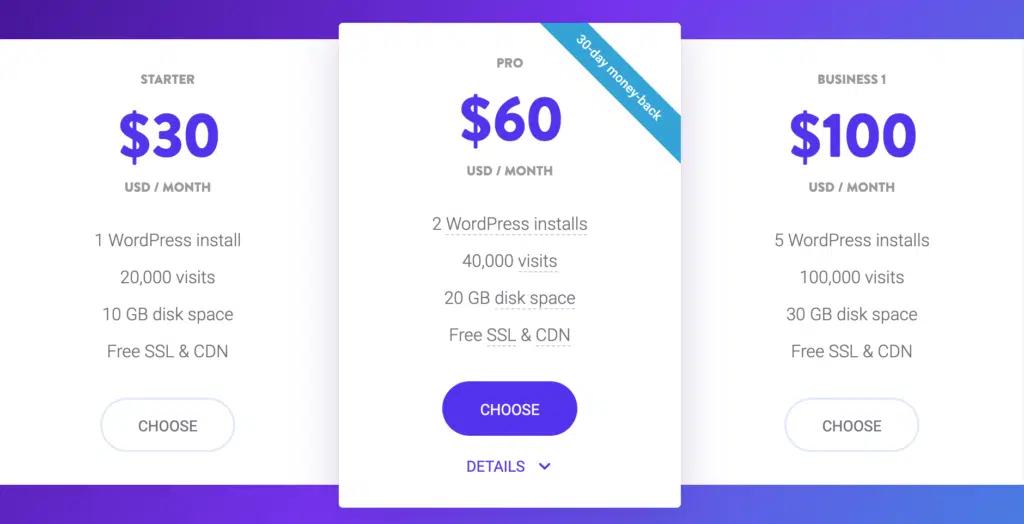 STARTER
$30
USD / MONTH
1 WordPress install
20,000 visits
10 GB disk space
Free SSL & CDN
CHOOSE
30-day money-back
PRO
$60
USD / MONTH
2 WordPress installs
40,000 visits
20 GB disk space
Free SSL & CDN
CHOOSE
DETAILS
BUSINESS 1
$100
USD / MONTH
5 WordPress installs
100,000 visits
30 GB disk space
Free SSL & CDN
CHOOSE